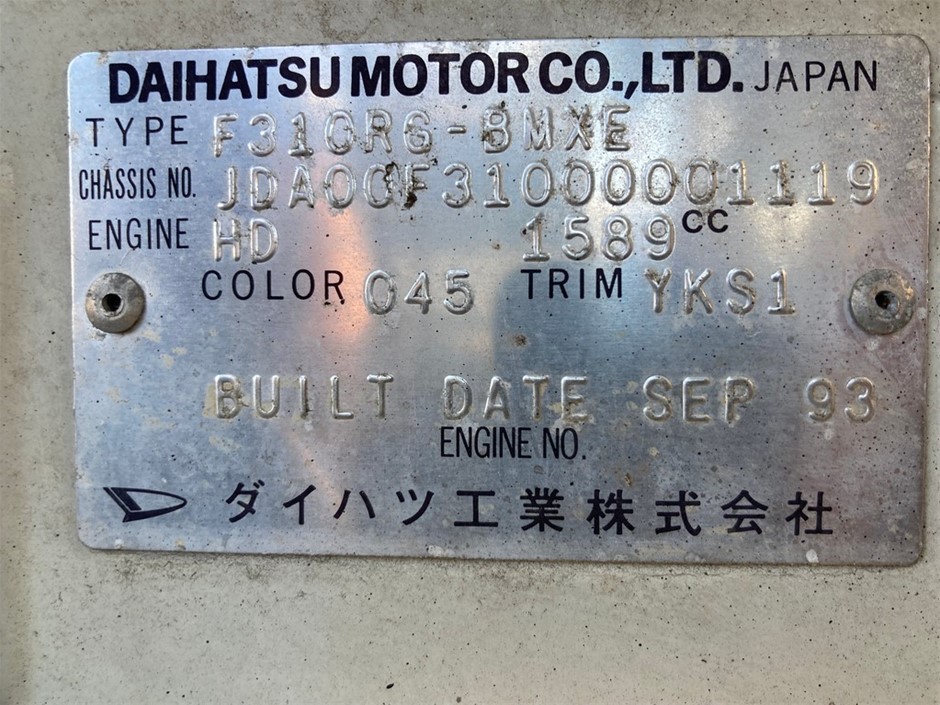 DAIHATSU MOTOR CO.,LTD. JAPAN
TYPE F310RG-BMXE
CHASSIS NO. JDA00F310000001119
ENGINE HD 1589CC
COLOR 045 TRIM YKS1
BUILT DATE SEP 93
ENGINE NO.
ダイハツ工業株式会社